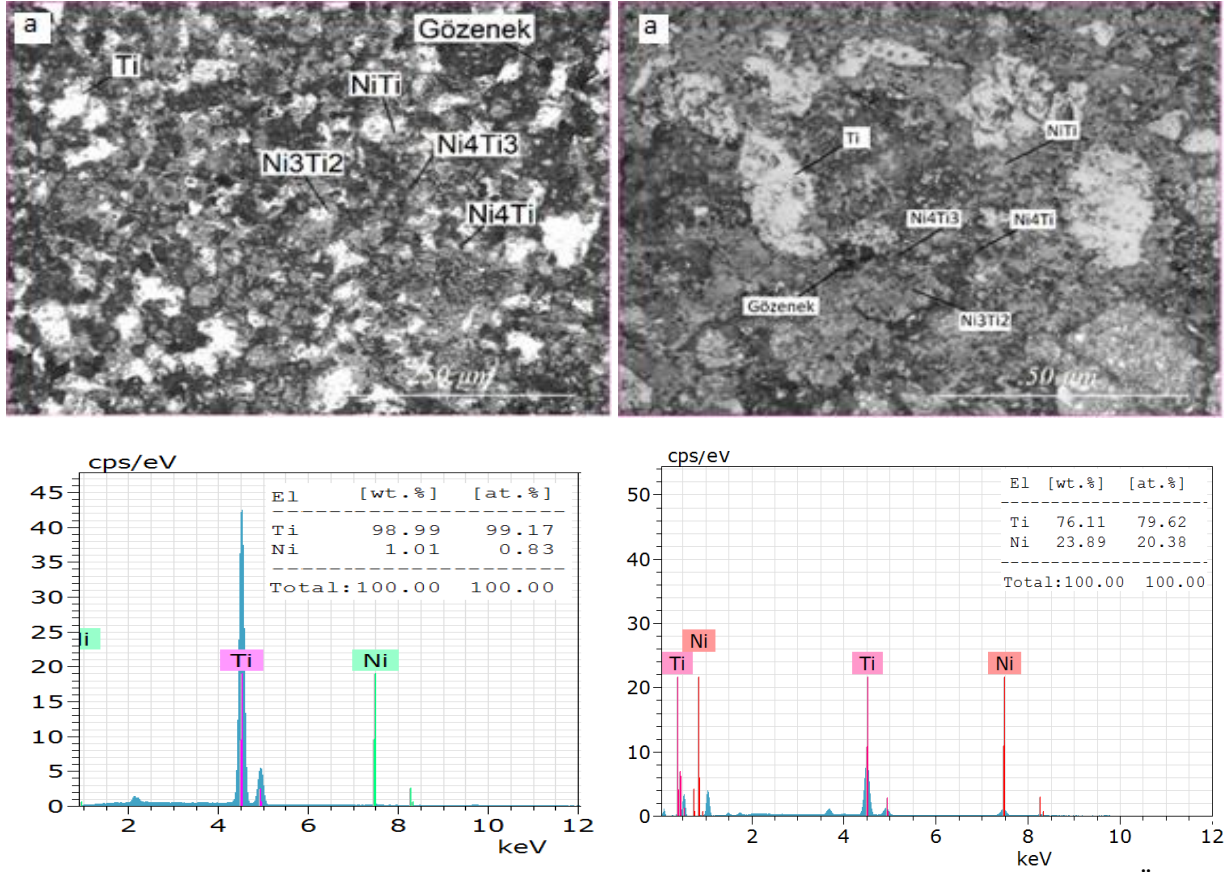 a
Gözenek
Ti
NiTi
Ni4Ti3
Ni3Ti2
Ni4Ti
250 µm
a
Ti
NiTi
Ni4Ti3
Ni4Ti
Gözenek
Ni3Ti2
50 µm
cps/eV
El [wt.%] [at.%]
Ti 98.99 99.17
Ni 1.01 0.83
Total:100.00 100.00
45
40
35
30
25
20
15
10
5
0
Ti
Ni
2 4 6 8 10 12
keV
cps/eV
El [wt.%] [at.%]
Ti 76.11 79.62
Ni 23.89 20.38
Total:100.00 100.00
50
40
30
20
10
0
Ni
Ti
Ti
Ni
2 4 6 8 10 12
keV